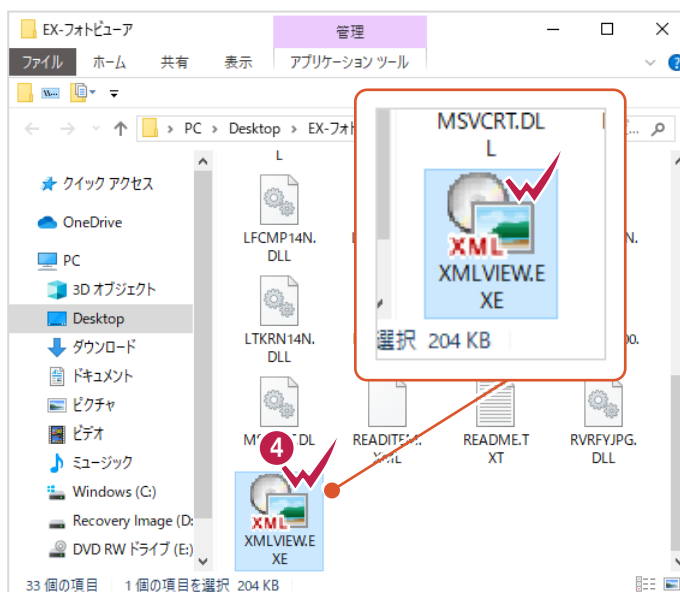 EX-フォトビューア
管理
ファイル ホーム 共有 表示 アプリケーション ツール
PC > Desktop > EX-フォト
MSVCRT.DL
L
XML
XMLVIEW.E
XE
選択 204 KB
クイック アクセス
OneDrive
PC
3D オブジェクト
Desktop
ダウンロード
ドキュメント
ピクチャ
ビデオ
ミュージック
Windows (C:)
Recovery Image (D:
DVD RW ドライブ (E:)
L
LFCMP14N.
DLL
N.
LTKRN14N.
DLL
00.
READITEM.
XML
README.T
XT
RVRFYJPG.
DLL
4
XML
XMLVIEW.E
XE
33 個の項目 1 個の項目を選択 204 KB